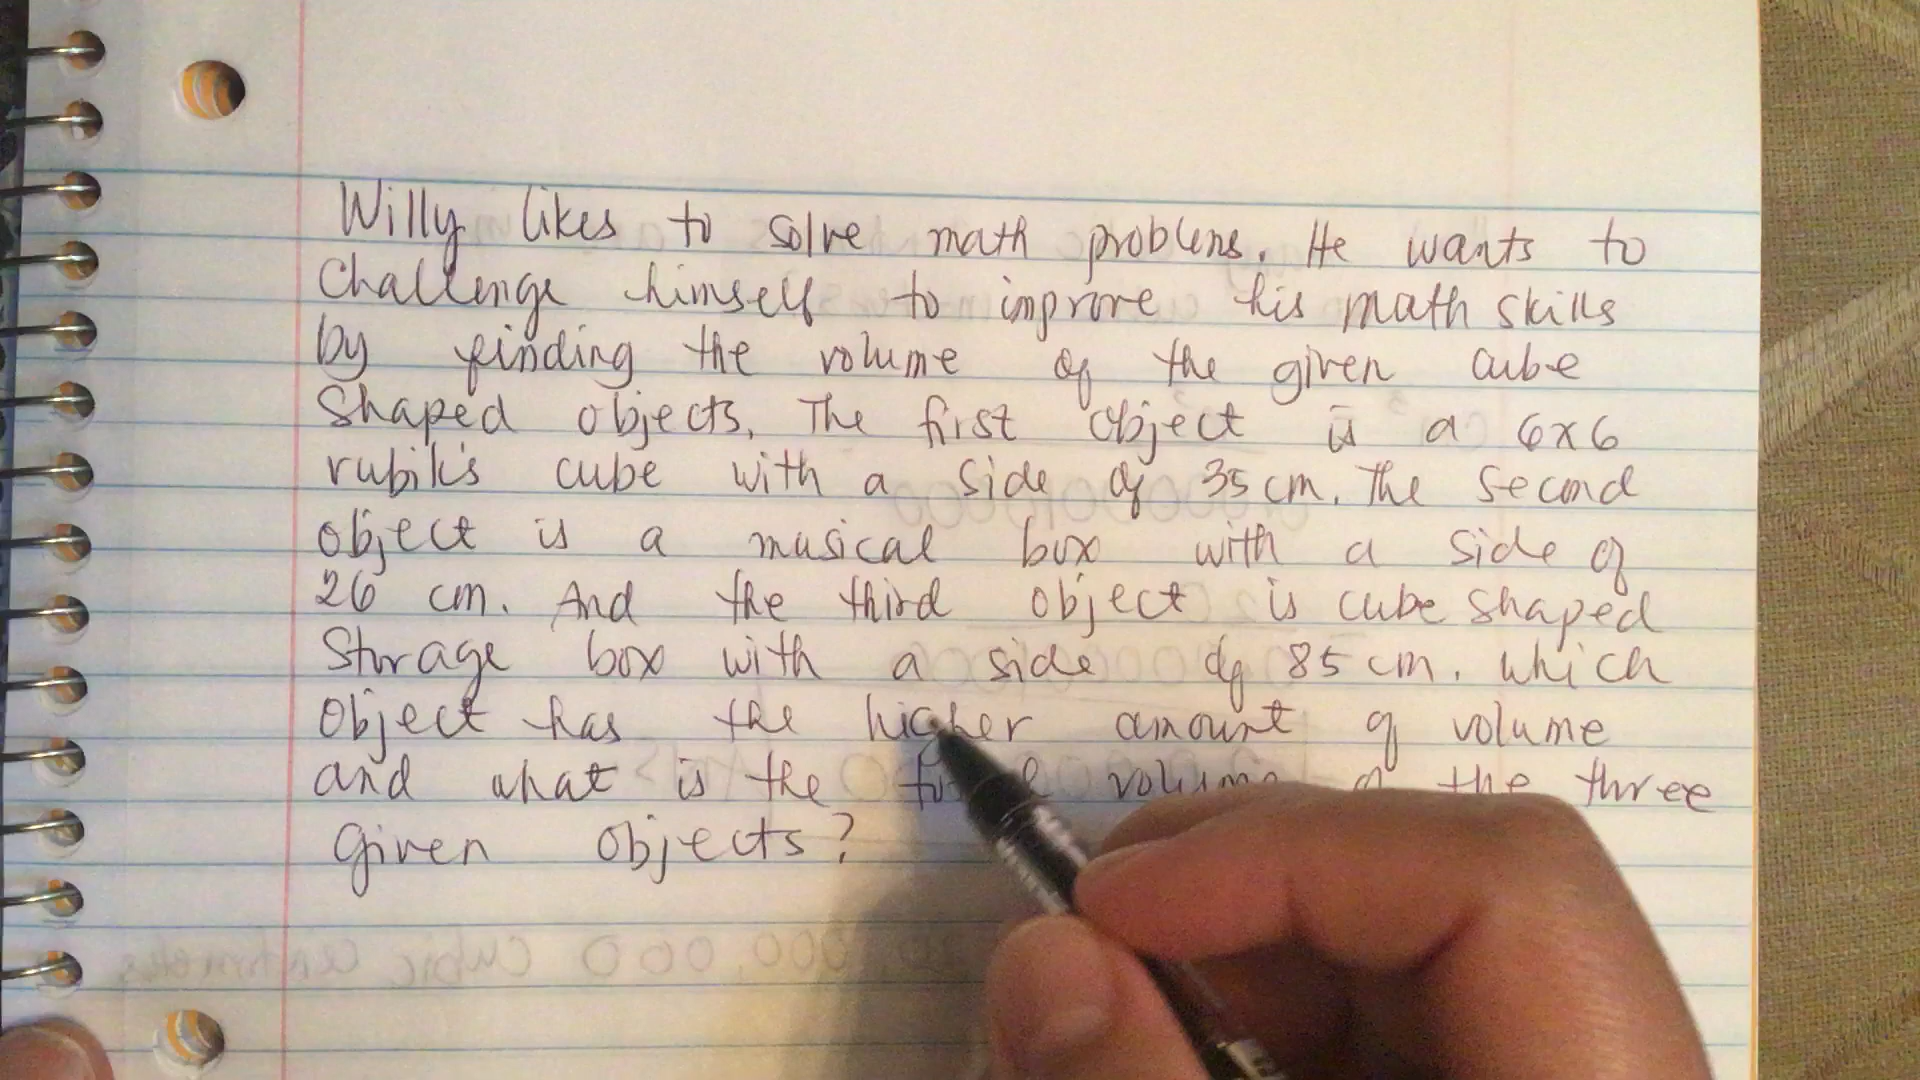 Willy likes to solve math problems. He wants to
challenge himself to improve his math skills
by finding the volume of the given cube
shaped objects. The first object is a 6x6
rubik's cube with a side of 35 cm. The second
object is a musical box with a side of
26 cm. And the third object is cube shaped
storage box with a side of 85 cm. which
object has the higher amount of volume
and what is the volume of the three
given objects?